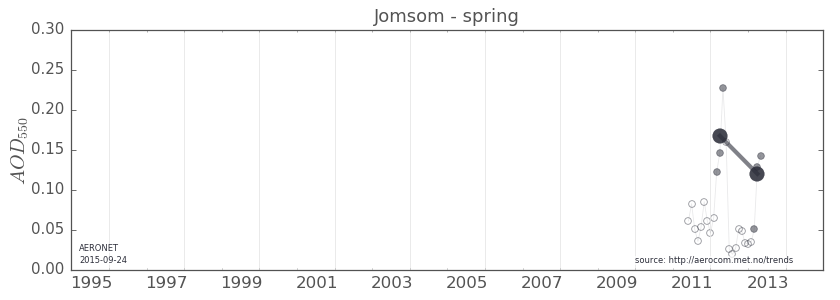 Jomsom - spring
AOD550
0.30
0.25
0.20
0.15
0.10
0.05
0.00
AERONET
2015-09-24
source: http://aerocom.met.no/trends
1995 1997 1999 2001 2003 2005 2007 2009 2011 2013